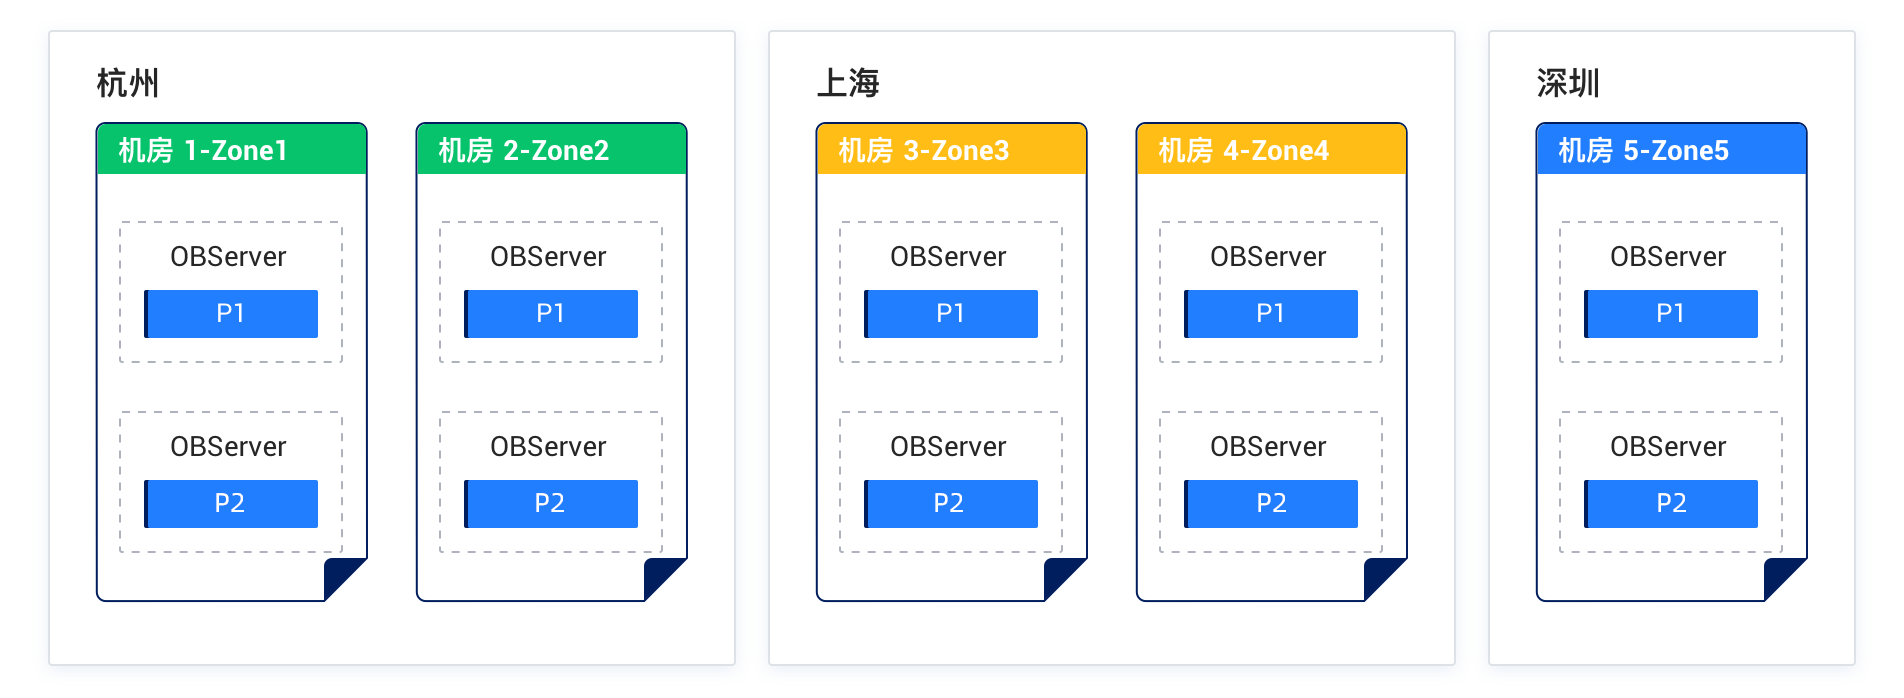 杭州
机房 1-Zone1
OBServer
P1
OBServer
P2
机房 2-Zone2
OBServer
P1
OBServer
P2
上海
机房 3-Zone3
OBServer
P1
OBServer
P2
机房 4-Zone4
OBServer
P1
OBServer
P2
深圳
机房 5-Zone5
OBServer
P1
OBServer
P2